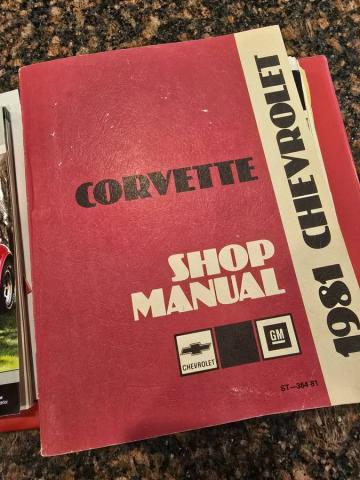 CORVETTE
SHOP
MANUAL
CHEVROLET
GM
ST-364-81
1981 CHEVROLET